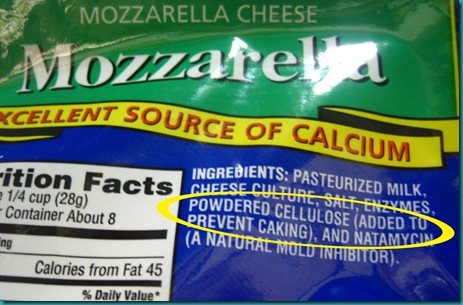 MOZZARELLA CHEESE
Mozzarella
EXCELLENT SOURCE OF CALCIUM
rition Facts
1/4 cup (28g)
r Container About 8
ing
Calories from Fat 45
% Daily Value*
INGREDIENTS: PASTEURIZED MILK,
CHEESE CULTURE, SALT, ENZYMES,
POWDERED CELLULOSE (ADDED TO
PREVENT CAKING), AND NATAMYCIN
(A NATURAL MOLD INHIBITOR).